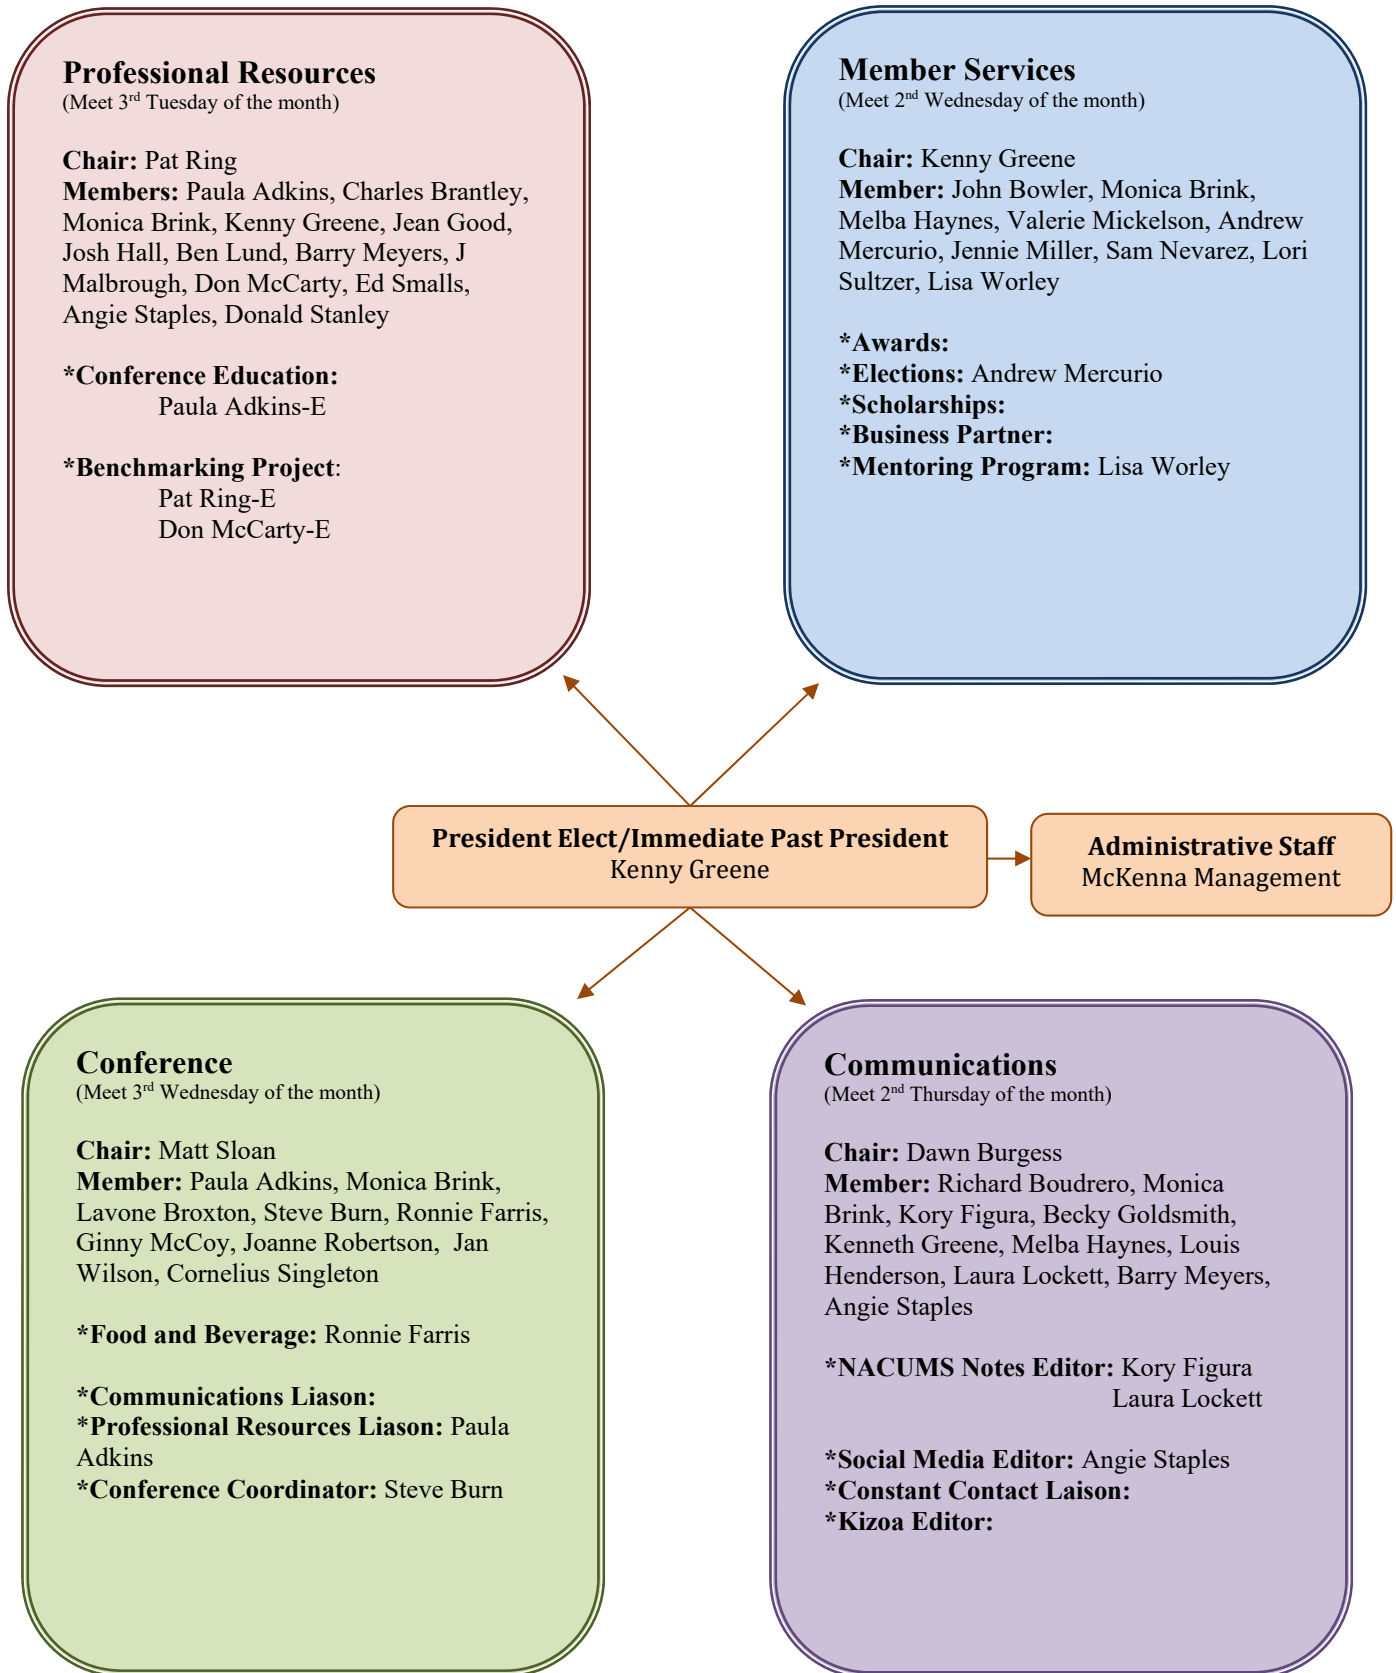 Professional Resources
(Meet 3rd Tuesday of the month)
Chair: Pat Ring
Members: Paula Adkins, Charles Brantley,
Monica Brink, Kenny Greene, Jean Good,
Josh Hall, Ben Lund, Barry Meyers, J
Malbrough, Don McCarty, Ed Smalls,
Angie Staples, Donald Stanley
*Conference Education:
Paula Adkins-E
*Benchmarking Project:
Pat Ring-E
Don McCarty-E
Member Services
(Meet 2nd Wednesday of the month)
Chair: Kenny Greene
Member: John Bowler, Monica Brink,
Melba Haynes, Valerie Mickelson, Andrew
Mercurio, Jennie Miller, Sam Nevarez, Lori
Sultzer, Lisa Worley
*Awards:
*Elections: Andrew Mercurio
*Scholarships:
*Business Partner:
*Mentoring Program: Lisa Worley
President Elect/Immediate Past President
Kenny Greene
Administrative Staff
McKenna Management
Conference
(Meet 3rd Wednesday of the month)
Chair: Matt Sloan
Member: Paula Adkins, Monica Brink,
Lavone Broxton, Steve Burn, Ronnie Farris,
Ginny McCoy, Joanne Robertson,  Jan
Wilson, Cornelius Singleton
*Food and Beverage: Ronnie Farris
*Communications Liason:
*Professional Resources Liason: Paula
Adkins
*Conference Coordinator: Steve Burn
Communications
(Meet 2nd Thursday of the month)
Chair: Dawn Burgess
Member: Richard Boudrero, Monica
Brink, Kory Figura, Becky Goldsmith,
Kenneth Greene, Melba Haynes, Louis
Henderson, Laura Lockett, Barry Meyers,
Angie Staples
*NACUMS Notes Editor: Kory Figura
Laura Lockett
*Social Media Editor: Angie Staples
*Constant Contact Laison:
*Kizoa Editor: